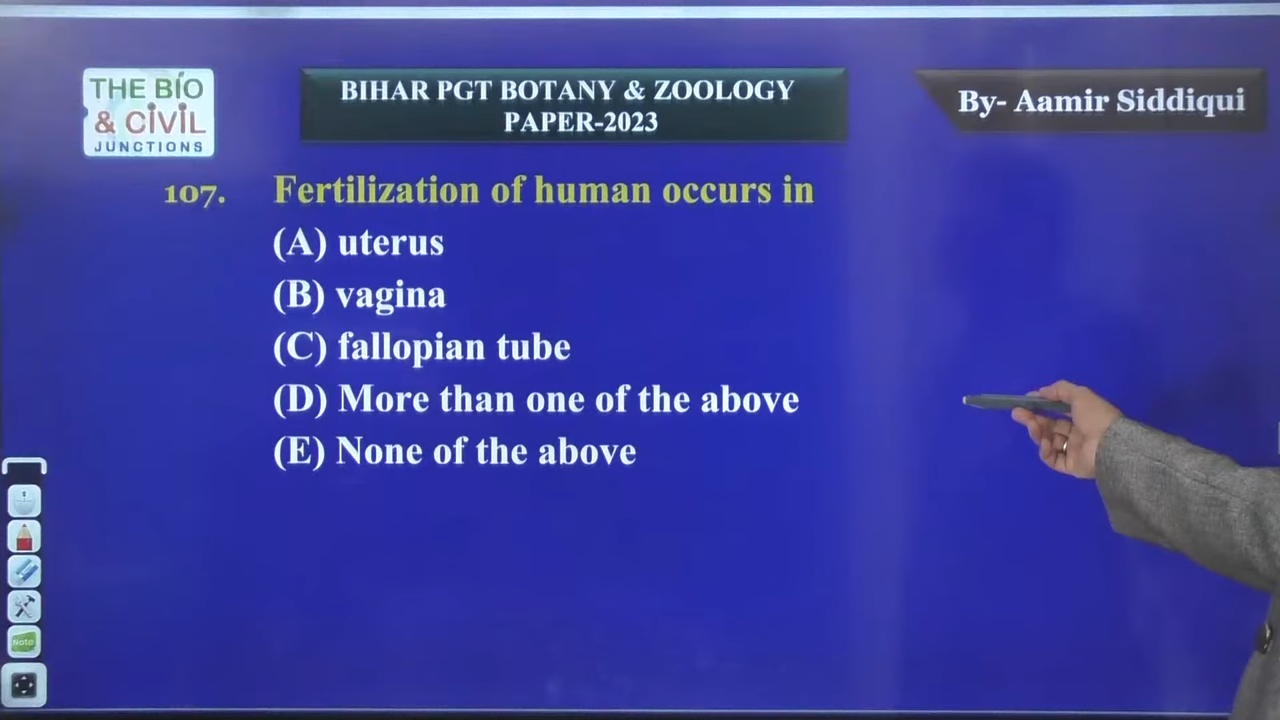 THE BIO
& CIVIL
JUNCTIONS
BIHAR PGT BOTANY & ZOOLOGY
PAPER-2023
By- Aamir Siddiqui
107. Fertilization of human occurs in
(A) uterus
(B) vagina
(C) fallopian tube
(D) More than one of the above
(E) None of the above
Note